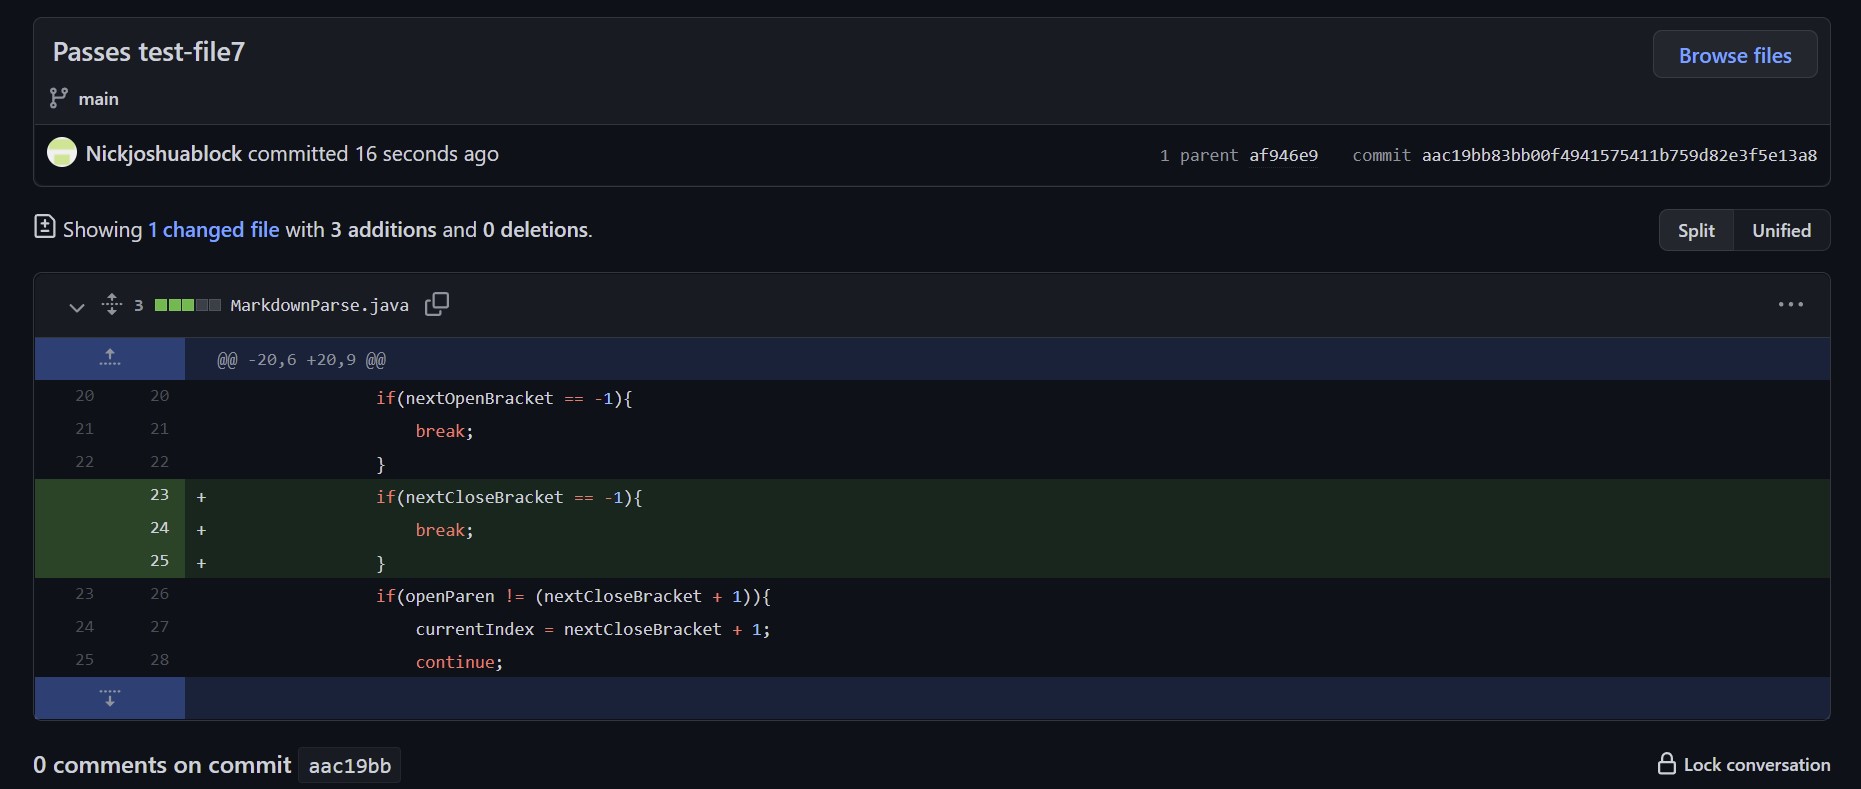 Passes test-file7
Browse files
main
Nickjoshuablock committed 16 seconds ago
1 parent af946e9 commit aac19bb83bb00f4941575411b759d82e3f5e13a8
Showing 1 changed file with 3 additions and 0 deletions.
Split Unified
3 MarkdownParse.java
@@ -20,6 +20,9 @@
20 20 if(nextOpenBracket == -1){
21 21 break;
22 22 }
23 + if(nextCloseBracket == -1){
24 + break;
25 + }
23 26 if(openParen != (nextCloseBracket + 1)){
24 27 currentIndex = nextCloseBracket + 1;
25 28 continue;
0 comments on commit aac19bb
Lock conversation